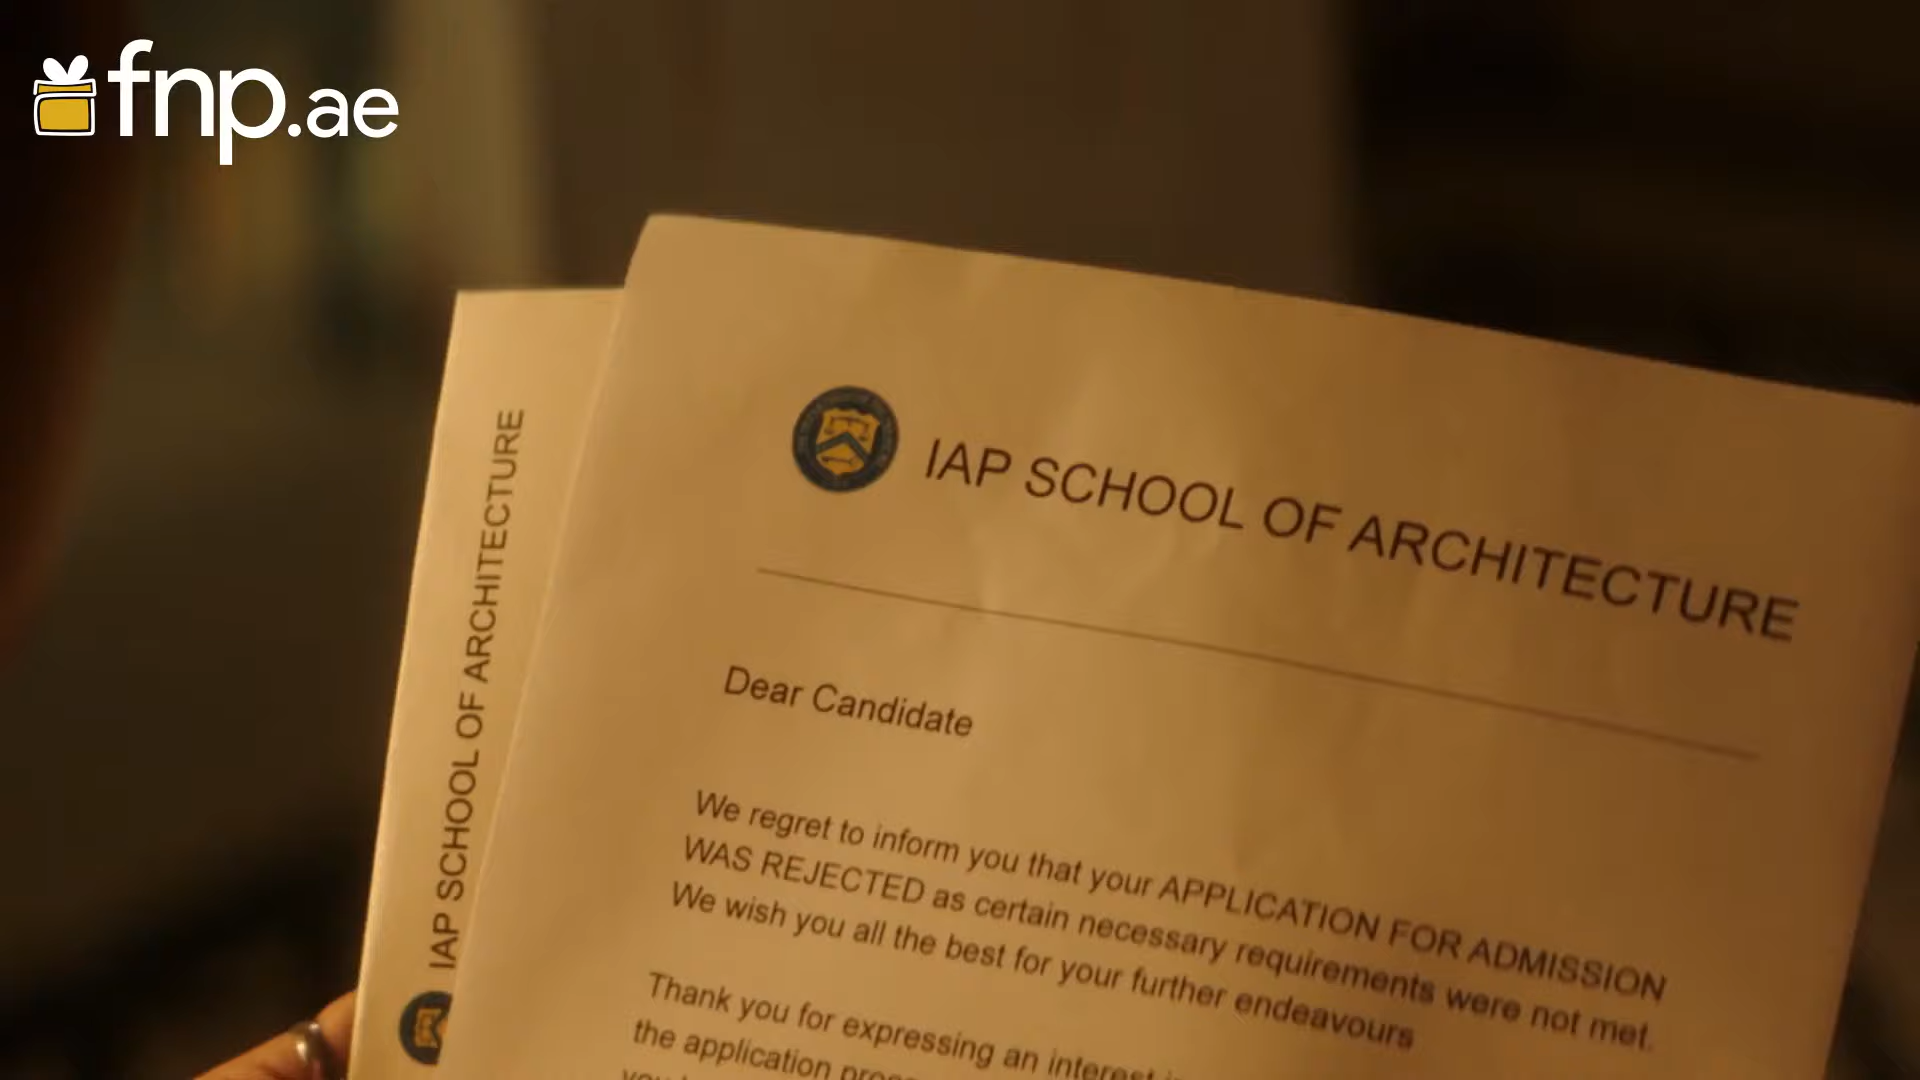 fnp.ae
IAP SCHOOL OF ARCHITECTURE
IAP SCHOOL OF ARCHITECTURE
Dear Candidate
We regret to inform you that your APPLICATION FOR ADMISSION
WAS REJECTED as certain necessary requirements were not met.
We wish you all the best for your further endeavours
Thank you for expressing an interest
the application